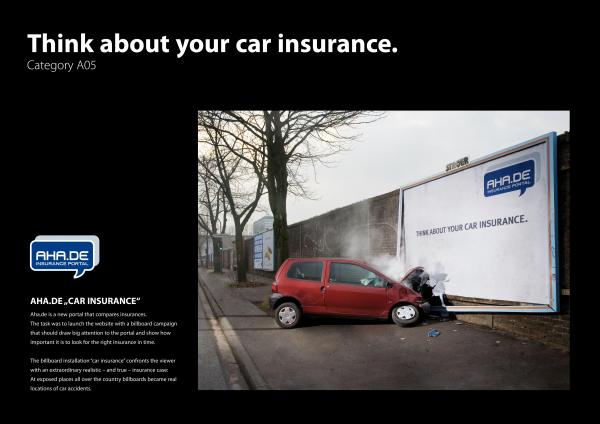 Think about your car insurance.
Category A05
STRÖER
AHA.DE
INSURANCE PORTAL
THINK ABOUT YOUR CAR INSURANCE.
AHA.DE
INSURANCE PORTAL
AHA.DE „CAR INSURANCE“
Aha.de is a new portal that compares insurances.
The task was to launch the website with a billboard campaign
that should draw big attention to the portal and show how
important it is to look for the right insurance in time.
The billboard installation “car insurance” confronts the viewer
with an extraordinary realistic – and true – insurance case:
At exposed places all over the country billboards became real
locations of car accidents.